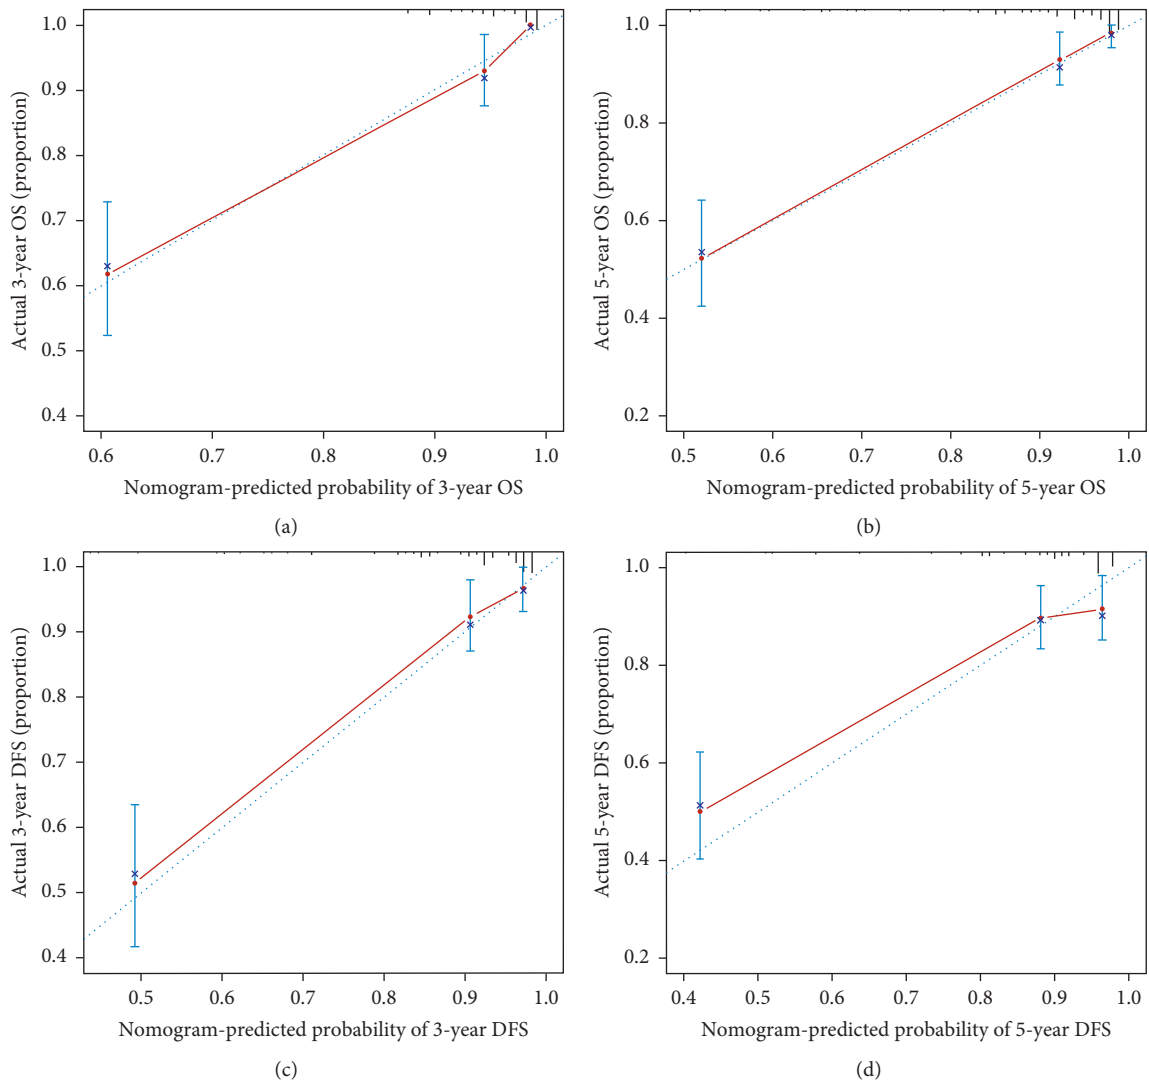 1.0
0.9
0.8
0.7
0.6
0.5
0.4
Actual 3-year OS (proportion)
0.6 0.7 0.8 0.9 1.0
Nomogram-predicted probability of 3-year OS
(a)
1.0
0.8
0.6
0.4
0.2
Actual 5-year OS (proportion)
0.5 0.6 0.7 0.8 0.9 1.0
Nomogram-predicted probability of 5-year OS
(b)
1.0
0.9
0.8
0.7
0.6
0.5
0.4
Actual 3-year DFS (proportion)
0.5 0.6 0.7 0.8 0.9 1.0
Nomogram-predicted probability of 3-year DFS
(c)
1.0
0.8
0.6
0.4
0.2
Actual 5-year DFS (proportion)
0.4 0.5 0.6 0.7 0.8 0.9 1.0
Nomogram-predicted probability of 5-year DFS
(d)